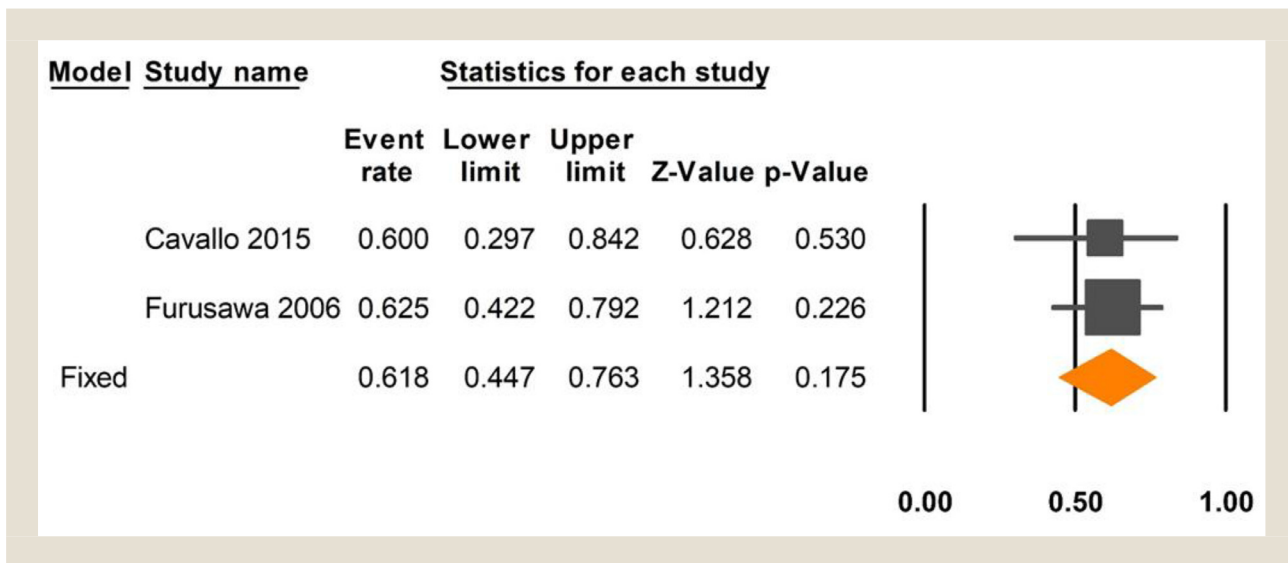 Model Study name Statistics for each study
Event Lower Upper
rate limit limit Z-Value p-Value
Cavallo 2015 0.600 0.297 0.842 0.628 0.530
Furusawa 2006 0.625 0.422 0.792 1.212 0.226
Fixed 0.618 0.447 0.763 1.358 0.175
0.00 0.50 1.00